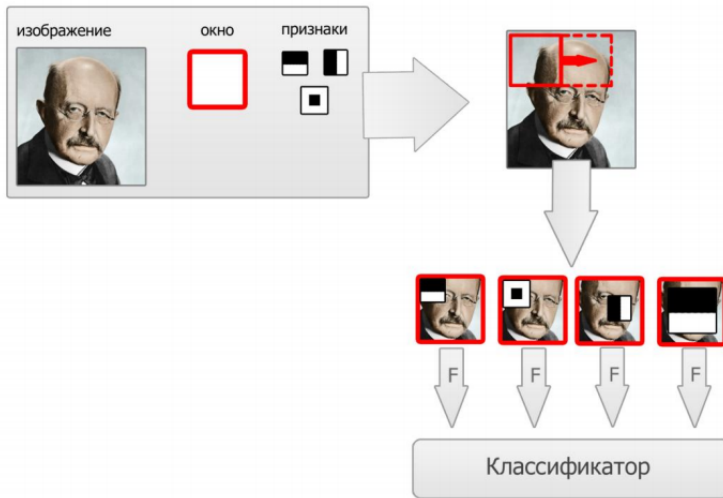 изображение
окно
признаки
F
F
F
F
Классификатор